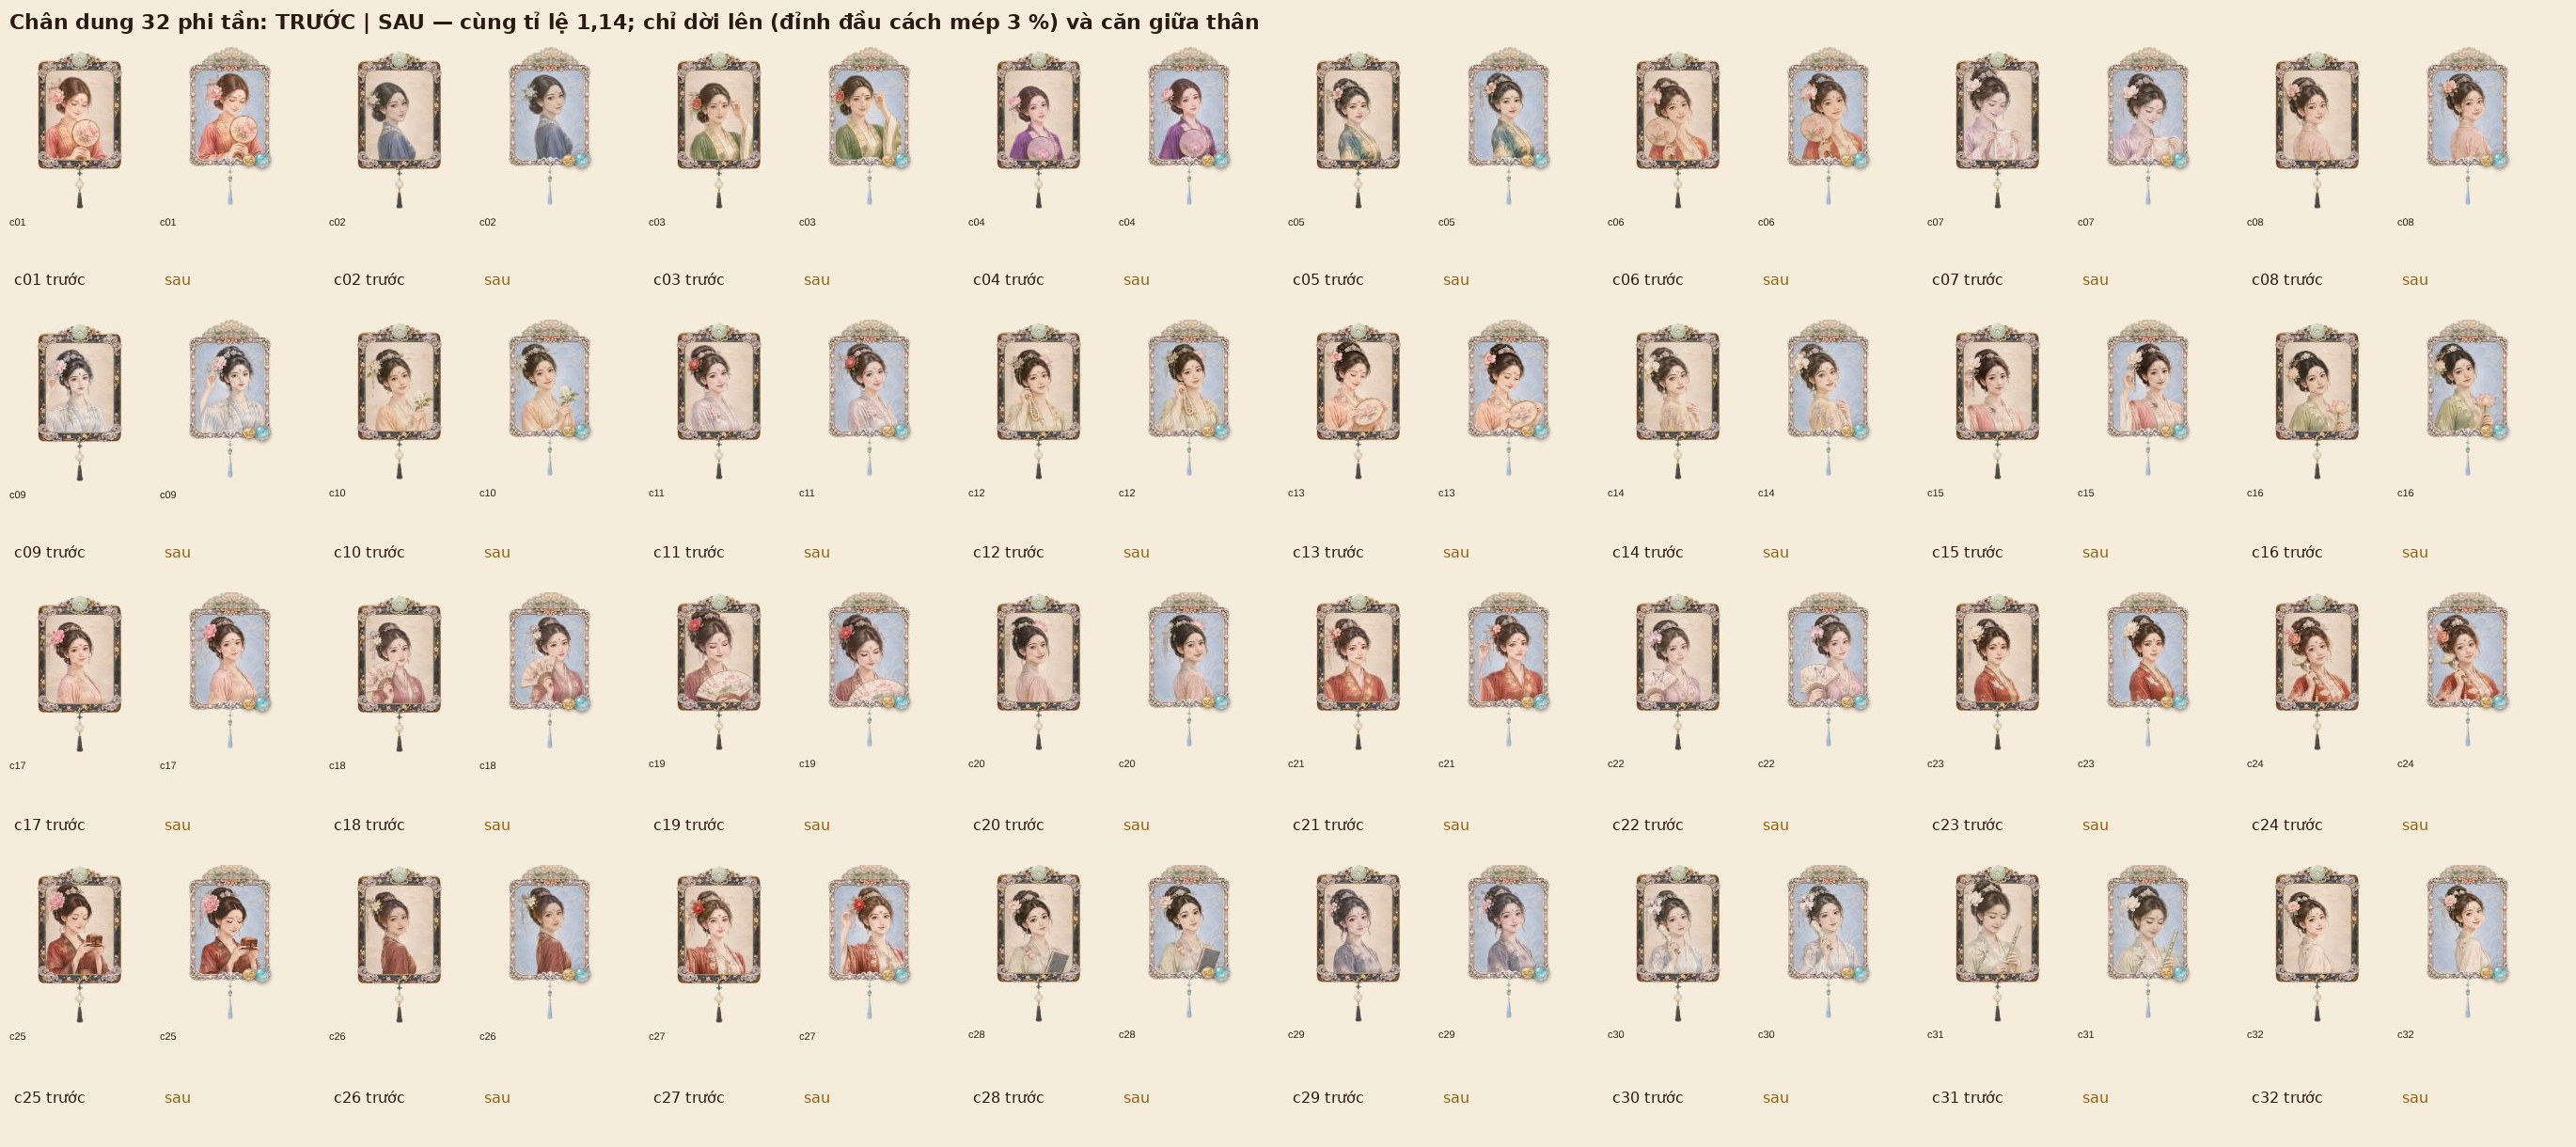 Chân dung 32 phi tần: TRƯỚC | SAU — cùng tỉ lệ 1,14; chỉ dời lên (đỉnh đầu cách mép 3 %) và căn giữa thân
c01 c01 c02 c02 c03 c03 c04 c04 c05 c05 c06 c06 c07 c07 c08 c08
c01 trước sau c02 trước sau c03 trước sau c04 trước sau c05 trước sau c06 trước sau c07 trước sau c08 trước sau
c09 c09 c10 c10 c11 c11 c12 c12 c13 c13 c14 c14 c15 c15 c16 c16
c09 trước sau c10 trước sau c11 trước sau c12 trước sau c13 trước sau c14 trước sau c15 trước sau c16 trước sau
c17 c17 c18 c18 c19 c19 c20 c20 c21 c21 c22 c22 c23 c23 c24 c24
c17 trước sau c18 trước sau c19 trước sau c20 trước sau c21 trước sau c22 trước sau c23 trước sau c24 trước sau
c25 c25 c26 c26 c27 c27 c28 c28 c29 c29 c30 c30 c31 c31 c32 c32
c25 trước sau c26 trước sau c27 trước sau c28 trước sau c29 trước sau c30 trước sau c31 trước sau c32 trước sau